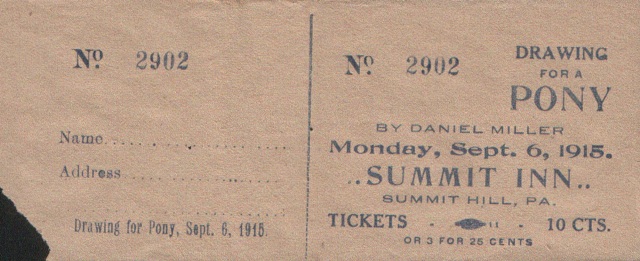 Nº 2902
Name
Address
Drawing for Pony, Sept. 6, 1915.
Nº 2902
DRAWING
FOR A
PONY
BY DANIEL MILLER
Monday, Sept. 6, 1915.
..SUMMIT INN..
SUMMIT HILL, PA.
TICKETS - 10 CTS.
OR 3 FOR 25 CENTS